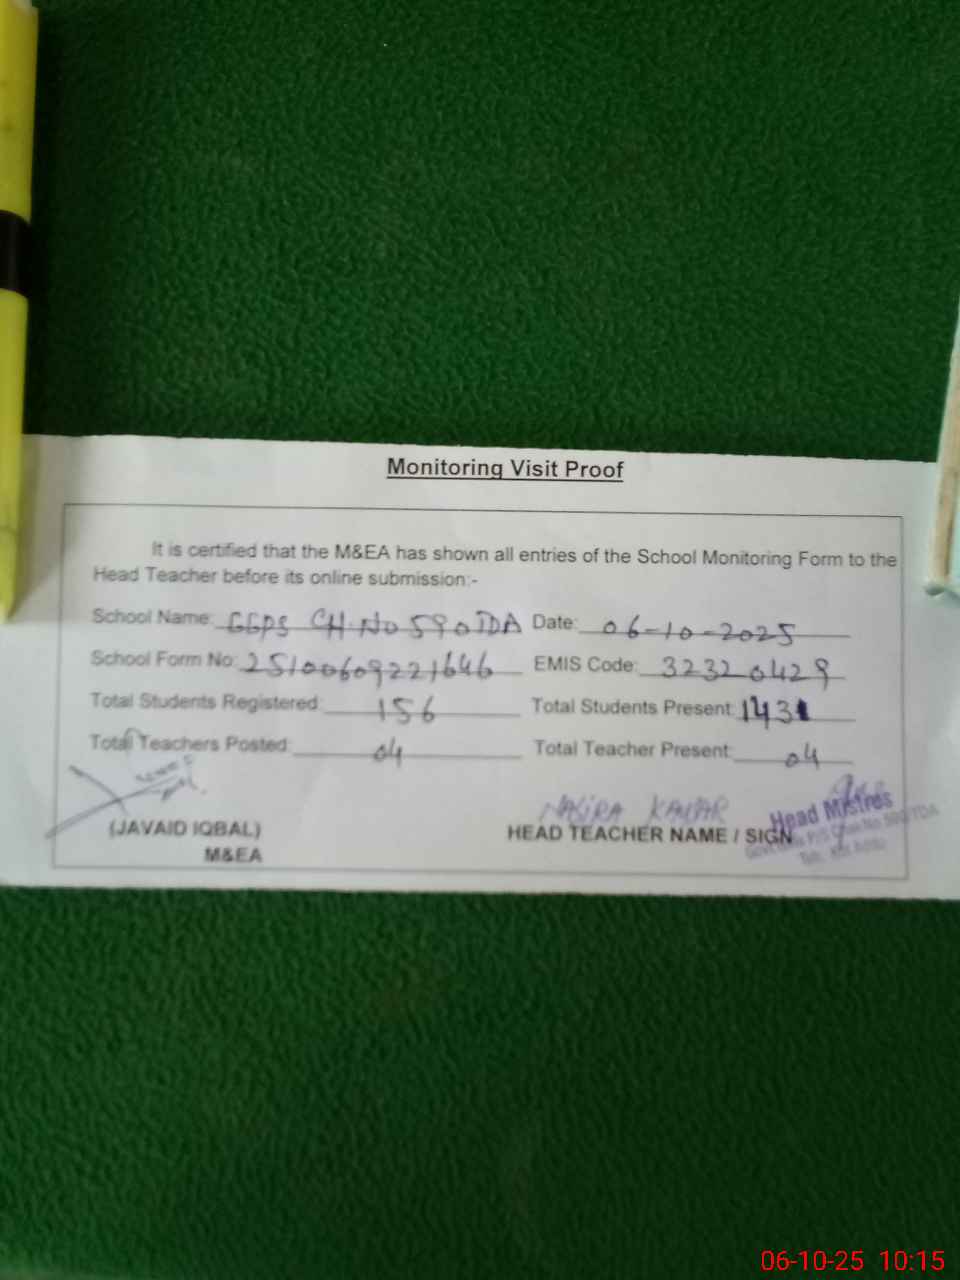 Monitoring Visit Proof
It is certified that the M&EA has shown all entries of the School Monitoring Form to the
Head Teacher before its online submission:-
School Name: GGPS CH.No 590TDA Date: 06-10-2025
School Form No: 25100609221646 EMIS Code: 32320429
Total Students Registered: 156 Total Students Present: 143
Total Teachers Posted: 04 Total Teacher Present: 04
(JAVAID IQBAL)
M&EA
HEAD TEACHER NAME / SIGN
Head Mistres
06-10-25 10:15